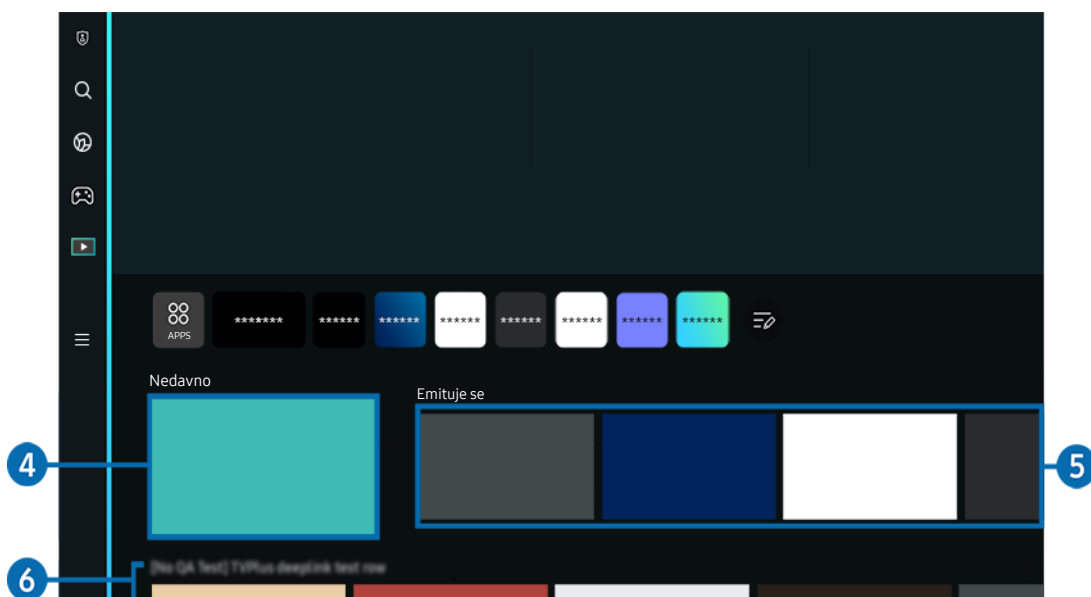 APPS
******* ****** ****** ****** ****** ****** ****** ******
Nedavno
Emituje se
4
5
[No QA Test] TVPlus deeplink test row
6